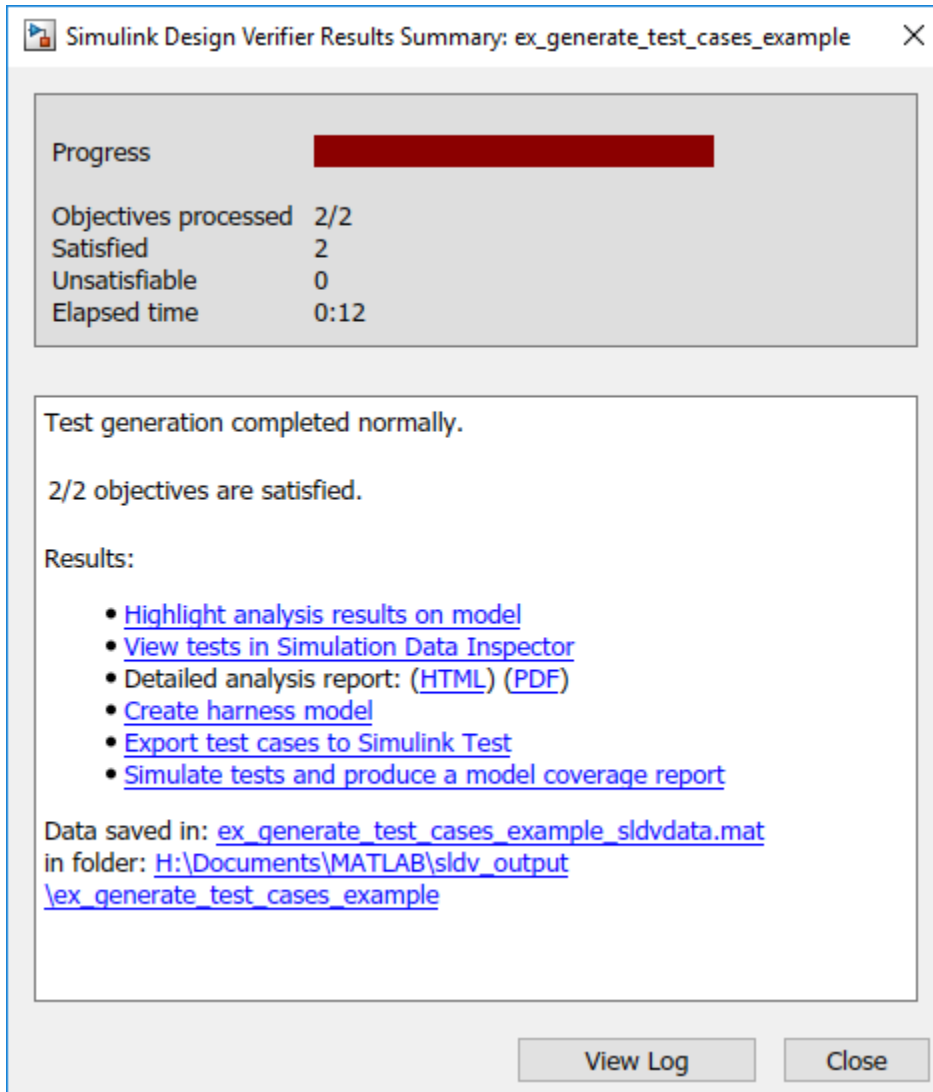 Simulink Design Verifier Results Summary: ex_generate_test_cases_example
Progress
Objectives processed 2/2
Satisfied 2
Unsatisfiable 0
Elapsed time 0:12
Test generation completed normally.
2/2 objectives are satisfied.
Results:
• Highlight analysis results on model
• View tests in Simulation Data Inspector
• Detailed analysis report: (HTML) (PDF)
• Create harness model
• Export test cases to Simulink Test
• Simulate tests and produce a model coverage report
Data saved in: ex_generate_test_cases_example_sldvdata.mat
in folder: H:\Documents\MATLAB\sldv_output
\ex_generate_test_cases_example
View Log Close